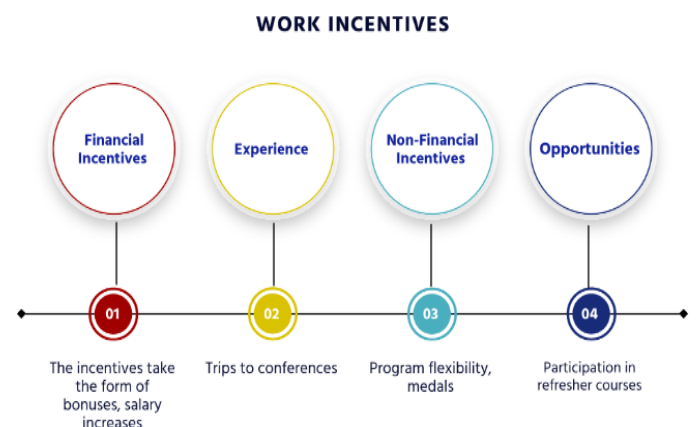 WORK INCENTIVES
Financial
Incentives
Experience
Non-Financial
Incentives
Opportunities
01
02
03
04
The incentives take
the form of
bonuses, salary
increases
Trips to conferences
Program flexibility,
medals
Participation in
refresher courses